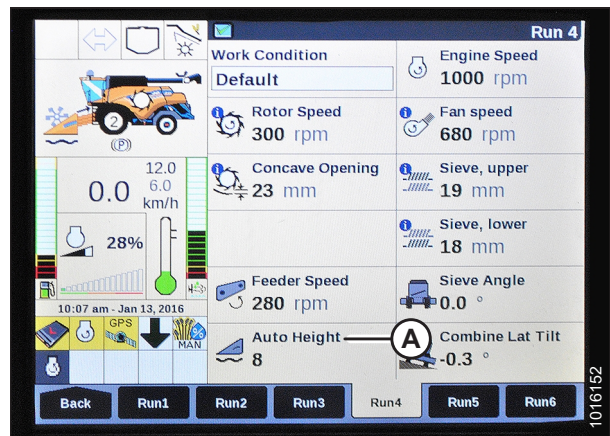 Run 4
Work Condition
Default
Engine Speed
1000 rpm
Rotor Speed
300 rpm
Fan speed
680 rpm
Concave Opening
23 mm
Sieve, upper
19 mm
Sieve, lower
18 mm
Feeder Speed
280 rpm
Sieve Angle
0.0 °
Auto Height
8
A
Combine Lat Tilt
-0.3 °
2
(P)
12.0
6.0
0.0 km/h
28%
10:07 am - Jan 13, 2016
GPS
MAN
Back
Run1
Run2
Run3
Run4
Run5
Run6
1016152